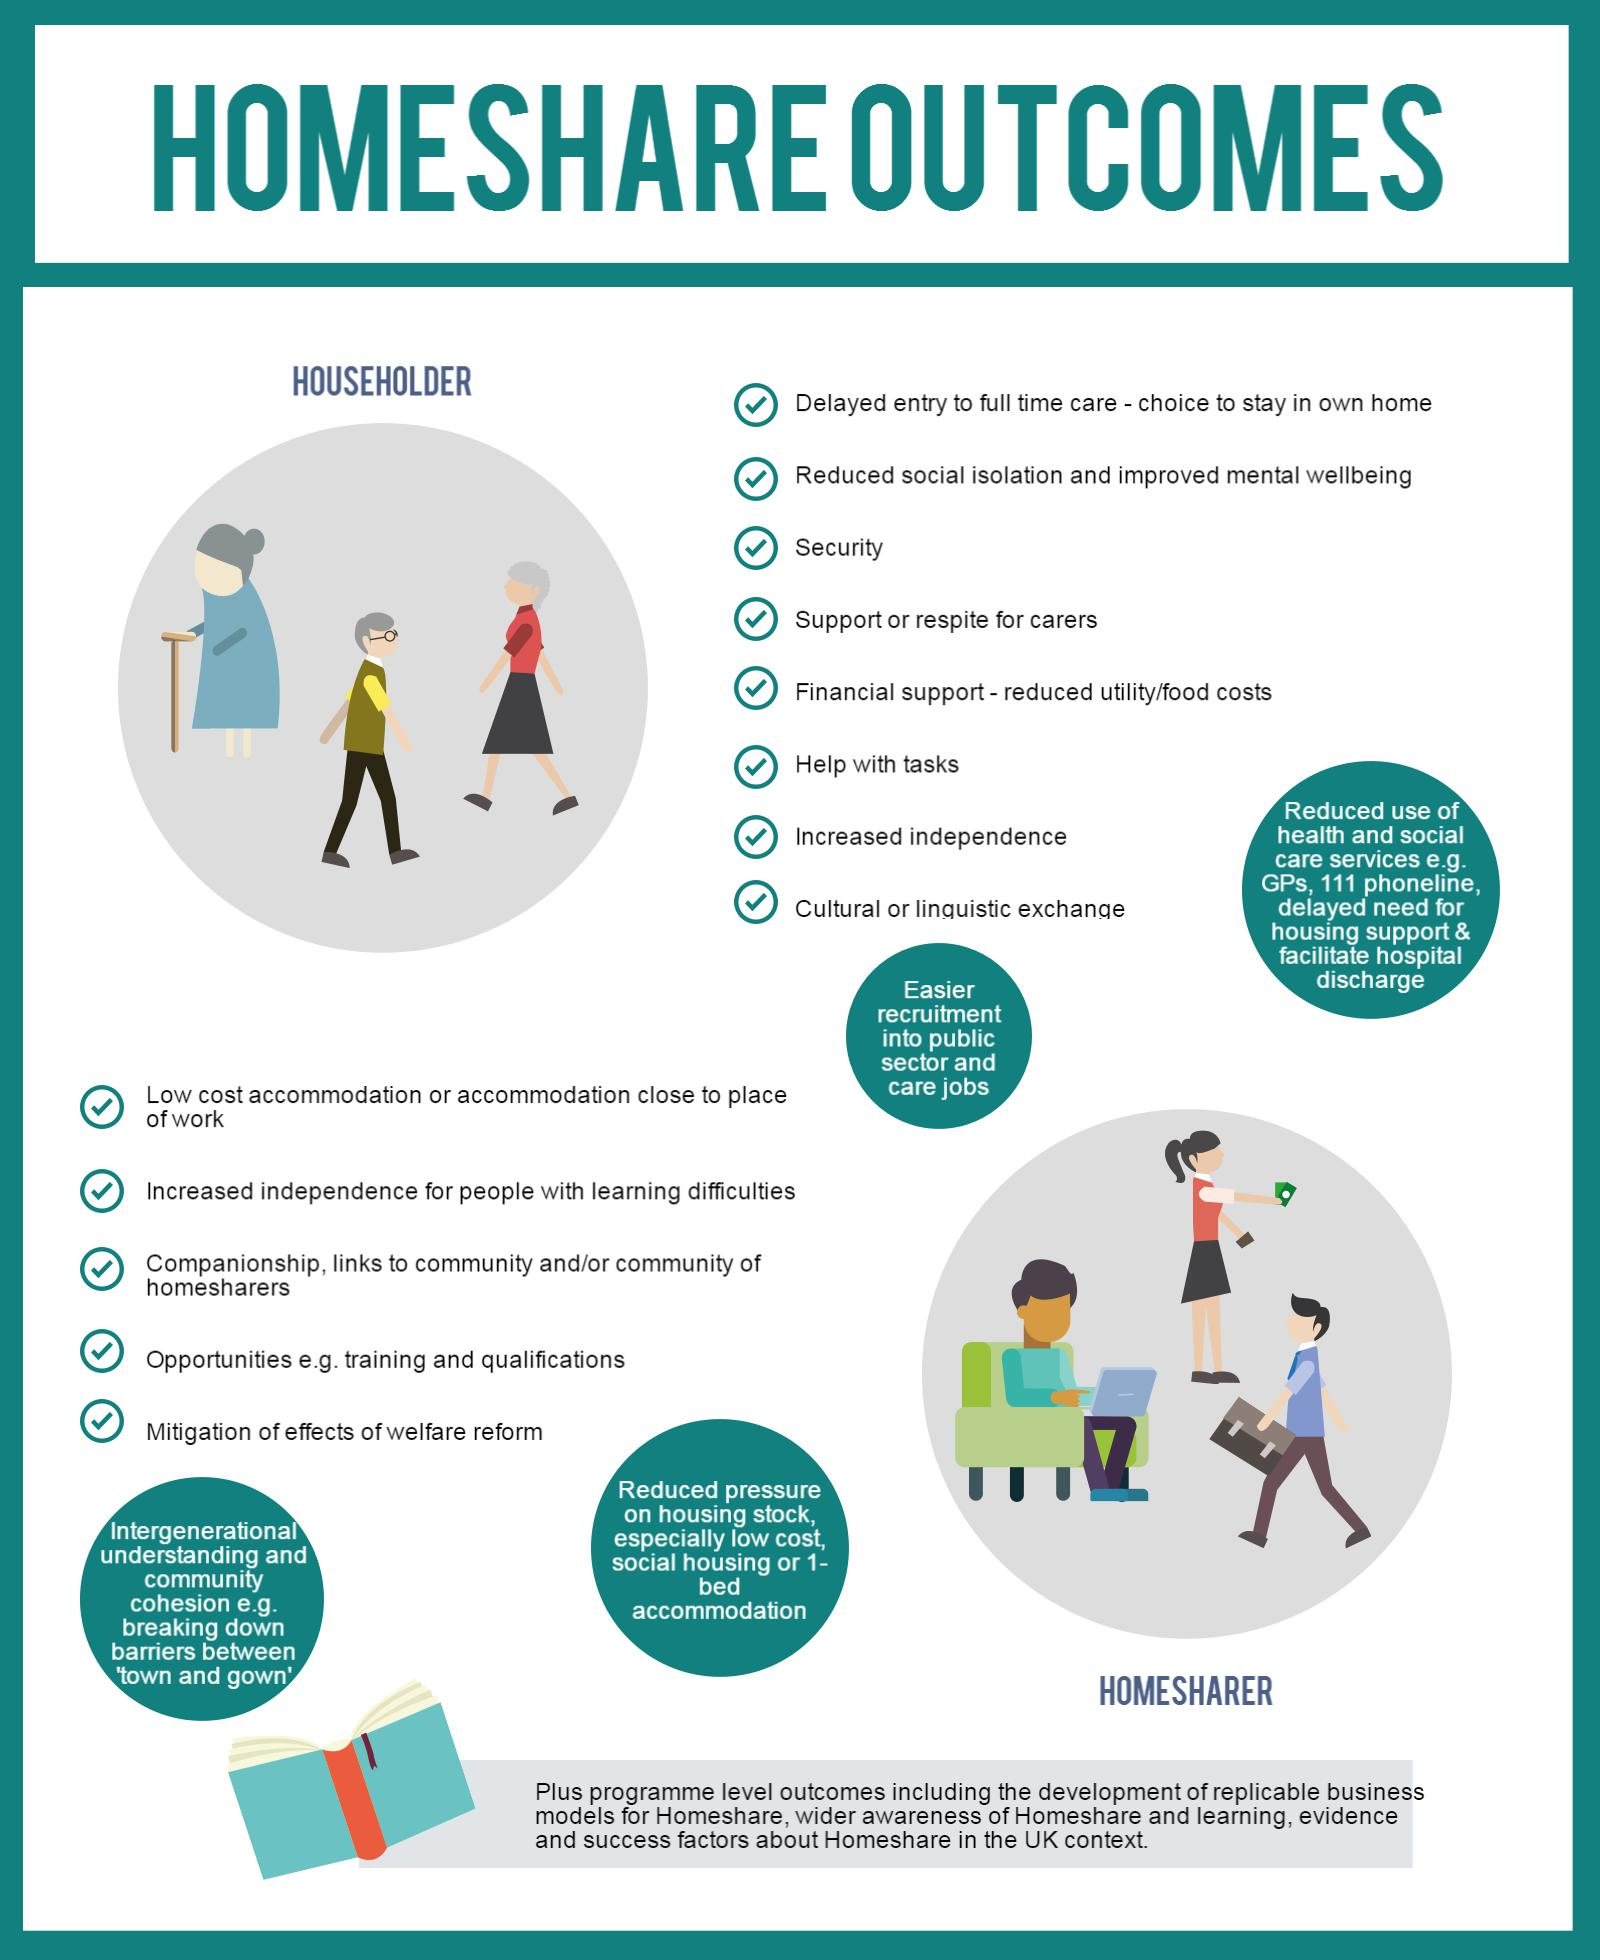 HOMESHARE OUTCOMES
HOUSEHOLDER
Delayed entry to full time care - choice to stay in own home
Reduced social isolation and improved mental wellbeing
Security
Support or respite for carers
Financial support - reduced utility/food costs
Help with tasks
Increased independence
Cultural or linguistic exchange
Reduced use of
health and social
care services e.g.
GPs, 111 phoneline,
delayed need for
housing support &
facilitate hospital
discharge
Easier
recruitment
into public
sector and
care jobs
Low cost accommodation or accommodation close to place
of work
Increased independence for people with learning difficulties
Companionship, links to community and/or community of
homesharers
Opportunities e.g. training and qualifications
Mitigation of effects of welfare reform
Intergenerational
understanding and
community
cohesion e.g.
breaking down
barriers between
'town and gown'
Reduced pressure
on housing stock,
especially low cost,
social housing or 1-
bed
accommodation
HOMESHARER
Plus programme level outcomes including the development of replicable business
models for Homeshare, wider awareness of Homeshare and learning, evidence
and success factors about Homeshare in the UK context.